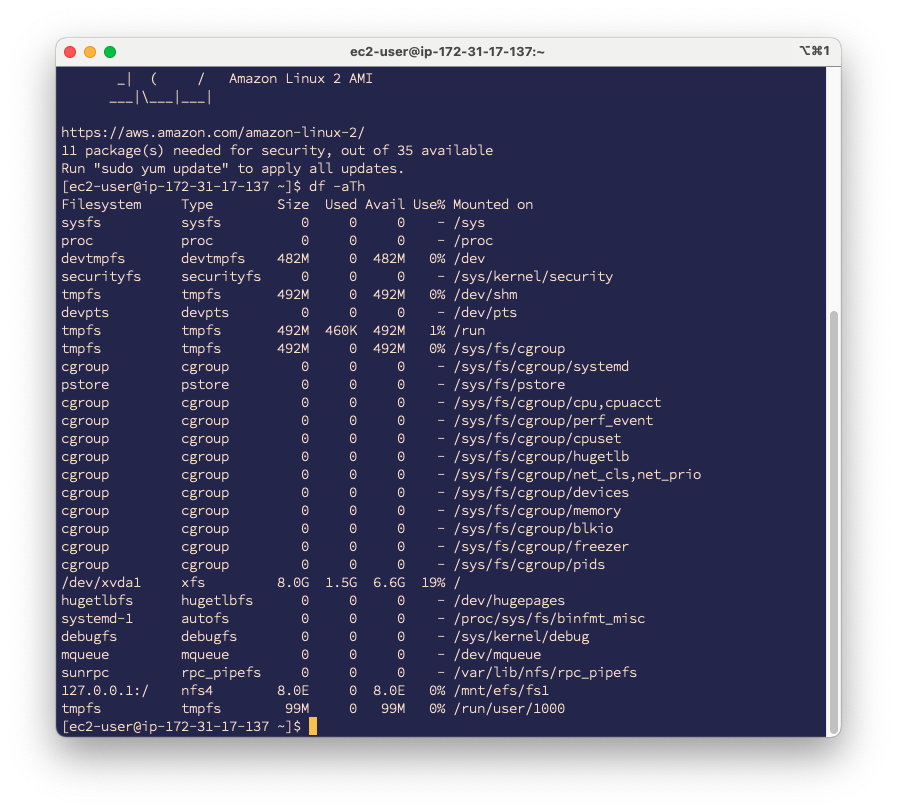 ec2-user@ip-172-31-17-137:~ ⌥⌘1
_|  (     /   Amazon Linux 2 AMI
___|\___|___|
https://aws.amazon.com/amazon-linux-2/
11 package(s) needed for security, out of 35 available
Run "sudo yum update" to apply all updates.
[ec2-user@ip-172-31-17-137 ~]$ df -aTh
Filesystem     Type        Size  Used Avail Use% Mounted on
sysfs          sysfs          0     0     0    - /sys
proc           proc           0     0     0    - /proc
devtmpfs       devtmpfs    482M     0  482M   0% /dev
securityfs     securityfs     0     0     0    - /sys/kernel/security
tmpfs          tmpfs       492M     0  492M   0% /dev/shm
devpts         devpts         0     0     0    - /dev/pts
tmpfs          tmpfs       492M  460K  492M   1% /run
tmpfs          tmpfs       492M     0  492M   0% /sys/fs/cgroup
cgroup         cgroup         0     0     0    - /sys/fs/cgroup/systemd
pstore         pstore         0     0     0    - /sys/fs/pstore
cgroup         cgroup         0     0     0    - /sys/fs/cgroup/cpu,cpuacct
cgroup         cgroup         0     0     0    - /sys/fs/cgroup/perf_event
cgroup         cgroup         0     0     0    - /sys/fs/cgroup/cpuset
cgroup         cgroup         0     0     0    - /sys/fs/cgroup/hugetlb
cgroup         cgroup         0     0     0    - /sys/fs/cgroup/net_cls,net_prio
cgroup         cgroup         0     0     0    - /sys/fs/cgroup/devices
cgroup         cgroup         0     0     0    - /sys/fs/cgroup/memory
cgroup         cgroup         0     0     0    - /sys/fs/cgroup/blkio
cgroup         cgroup         0     0     0    - /sys/fs/cgroup/freezer
cgroup         cgroup         0     0     0    - /sys/fs/cgroup/pids
/dev/xvda1     xfs         8.0G  1.5G  6.6G  19% /
hugetlbfs      hugetlbfs      0     0     0    - /dev/hugepages
systemd-1      autofs         0     0     0    - /proc/sys/fs/binfmt_misc
debugfs        debugfs        0     0     0    - /sys/kernel/debug
mqueue         mqueue         0     0     0    - /dev/mqueue
sunrpc         rpc_pipefs     0     0     0    - /var/lib/nfs/rpc_pipefs
127.0.0.1:/    nfs4        8.0E     0  8.0E   0% /mnt/efs/fs1
tmpfs          tmpfs        99M     0   99M   0% /run/user/1000
[ec2-user@ip-172-31-17-137 ~]$